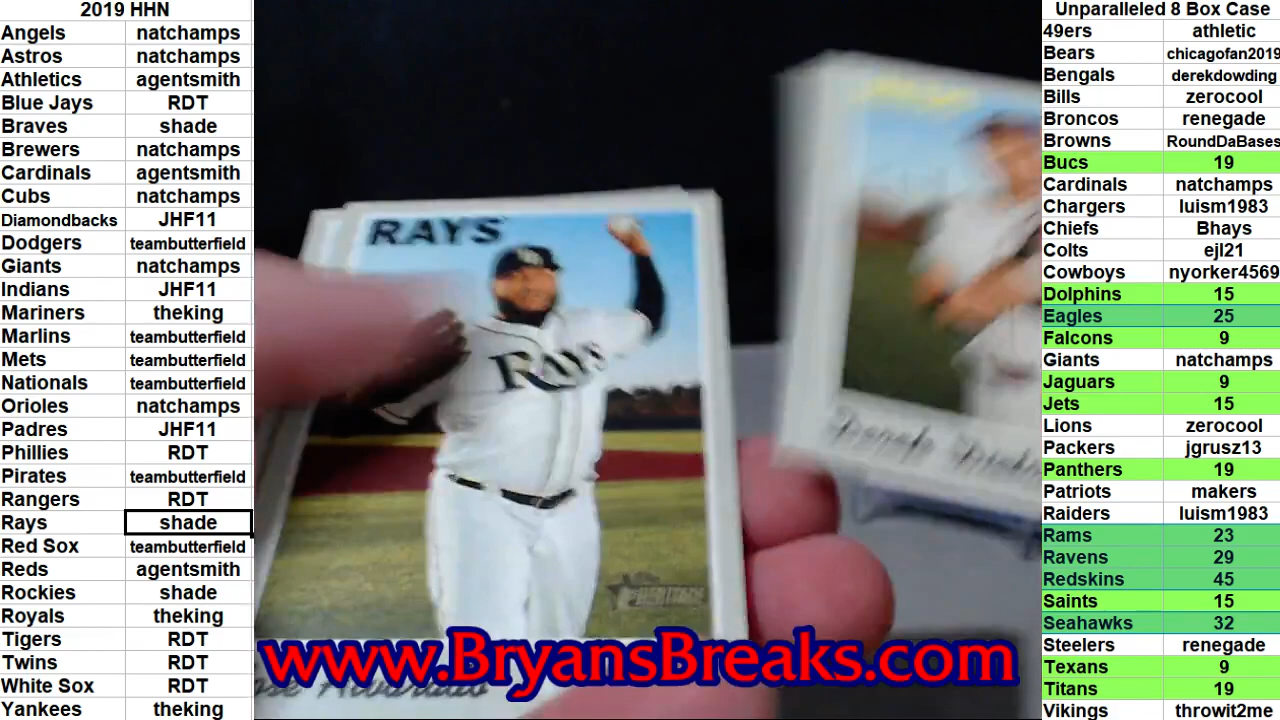 2019 HHN
Angels natchamps
Astros natchamps
Athletics agentsmith
Blue Jays RDT
Braves shade
Brewers natchamps
Cardinals agentsmith
Cubs natchamps
Diamondbacks JHF11
Dodgers teambutterfield
Giants natchamps
Indians JHF11
Mariners theking
Marlins teambutterfield
Mets teambutterfield
Nationals teambutterfield
Orioles natchamps
Padres JHF11
Phillies RDT
Pirates teambutterfield
Rangers RDT
Rays shade
Red Sox teambutterfield
Reds agentsmith
Rockies shade
Royals theking
Tigers RDT
Twins RDT
White Sox RDT
Yankees theking
RAYS
RAYS
HERITAGE
Alvarado
www.BryansBreaks.com
Unparalleled 8 Box Case
49ers athletic
Bears chicagofan2019
Bengals derekdowding
Bills zerocool
Broncos renegade
Browns RoundDaBases
Bucs 19
Cardinals natchamps
Chargers luism1983
Chiefs Bhays
Colts ejl21
Cowboys nyorker4569
Dolphins 15
Eagles 25
Falcons 9
Giants natchamps
Jaguars 9
Jets 15
Lions zerocool
Packers jgrusz13
Panthers 19
Patriots makers
Raiders luism1983
Rams 23
Ravens 29
Redskins 45
Saints 15
Seahawks 32
Steelers renegade
Texans 9
Titans 19
Vikings throwit2me